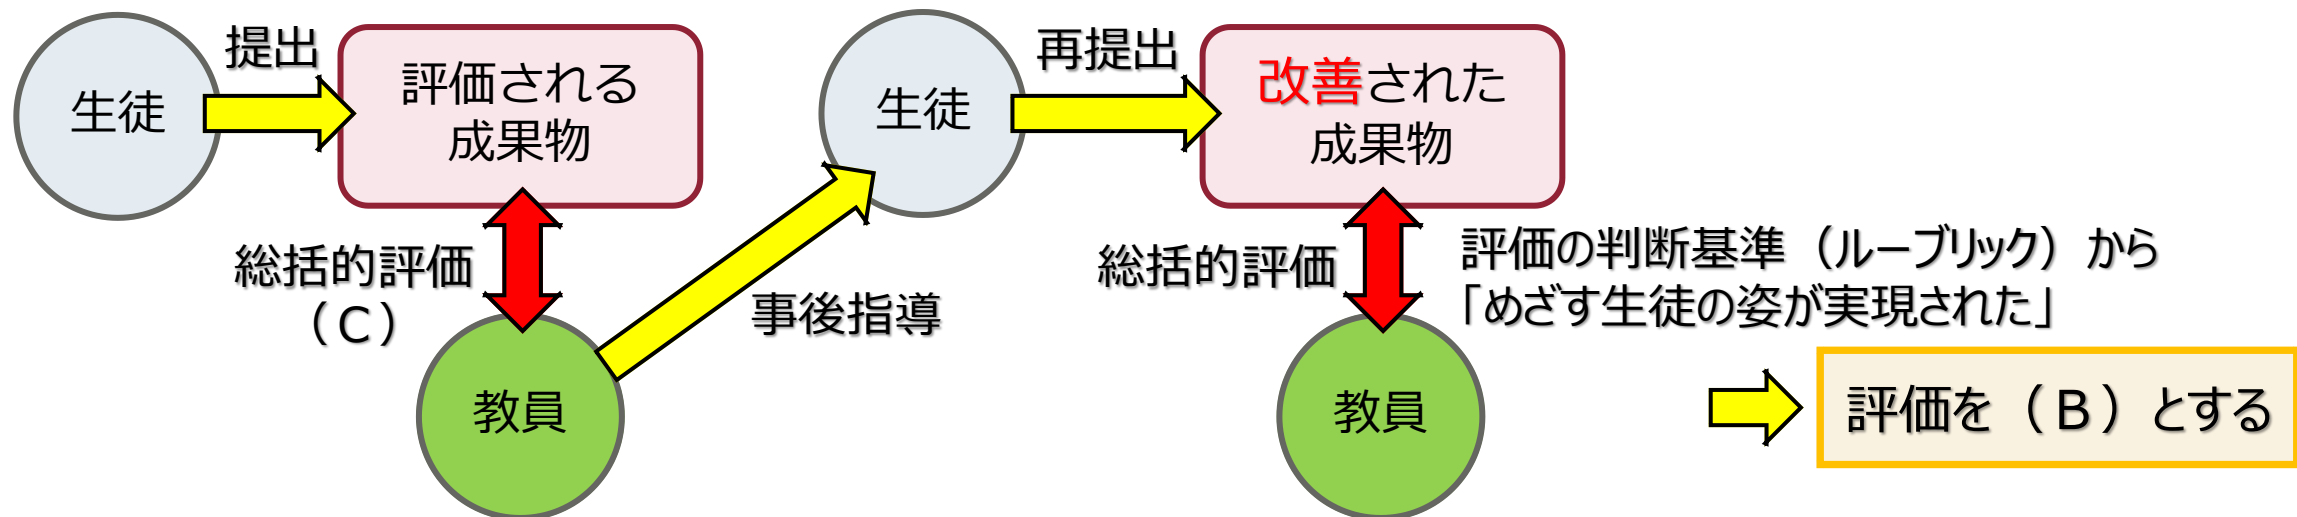 生徒
提出
評価される
成果物
総括的評価
（Ｃ）
教員
事後指導
生徒
再提出
改善された
成果物
総括的評価
教員
評価の判断基準（ルーブリック）から
「めざす生徒の姿が実現された」
評価を（Ｂ）とする